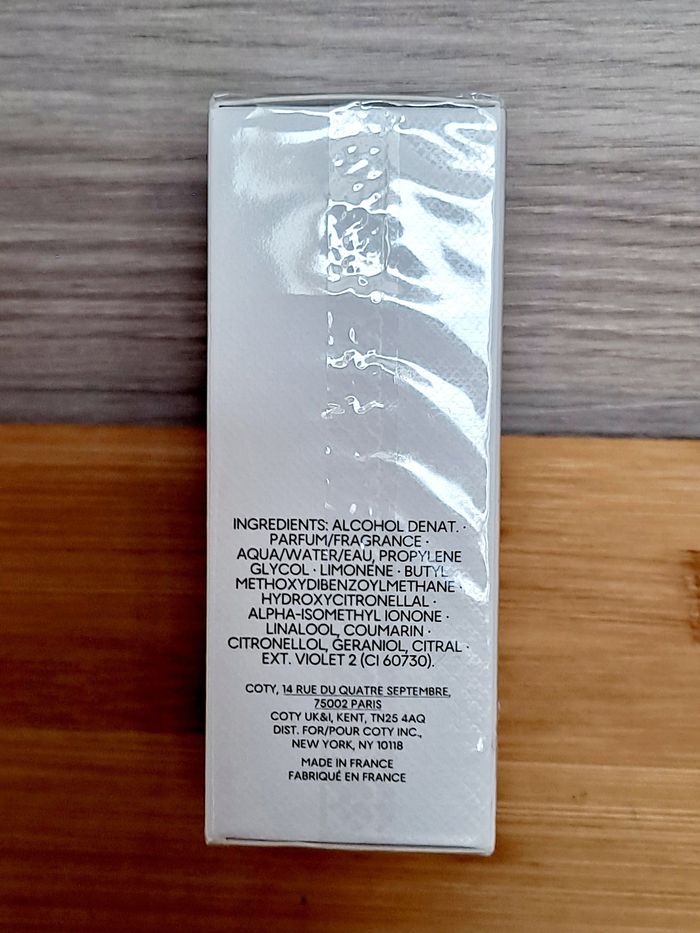 INGREDIENTS: ALCOHOL DENAT. ·
PARFUM/FRAGRANCE ·
AQUA/WATER/EAU, PROPYLENE
GLYCOL · LIMONENE · BUTYL
METHOXYDIBENZOYLMETHANE ·
HYDROXYCITRONELLAL ·
ALPHA-ISOMETHYL IONONE ·
LINALOOL, COUMARIN ·
CITRONELLOL, GERANIOL, CITRAL ·
EXT. VIOLET 2 (CI 60730).
COTY, 14 RUE DU QUATRE SEPTEMBRE,
75002 PARIS
COTY UK&I, KENT, TN25 4AQ
DIST. FOR/POUR COTY INC.,
NEW YORK, NY 10118
MADE IN FRANCE
FABRIQUÉ EN FRANCE